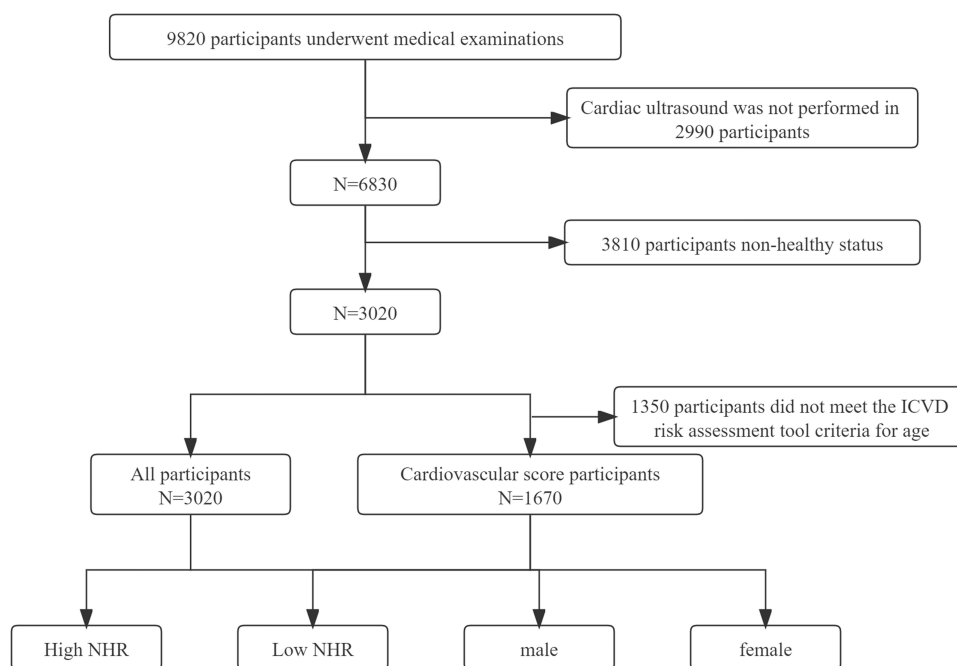 9820 participants underwent medical examinations
Cardiac ultrasound was not performed in
2990 participants
N=6830
3810 participants non-healthy status
N=3020
1350 participants did not meet the ICVD
risk assessment tool criteria for age
All participants
N=3020
Cardiovascular score participants
N=1670
High NHR
Low NHR
male
female